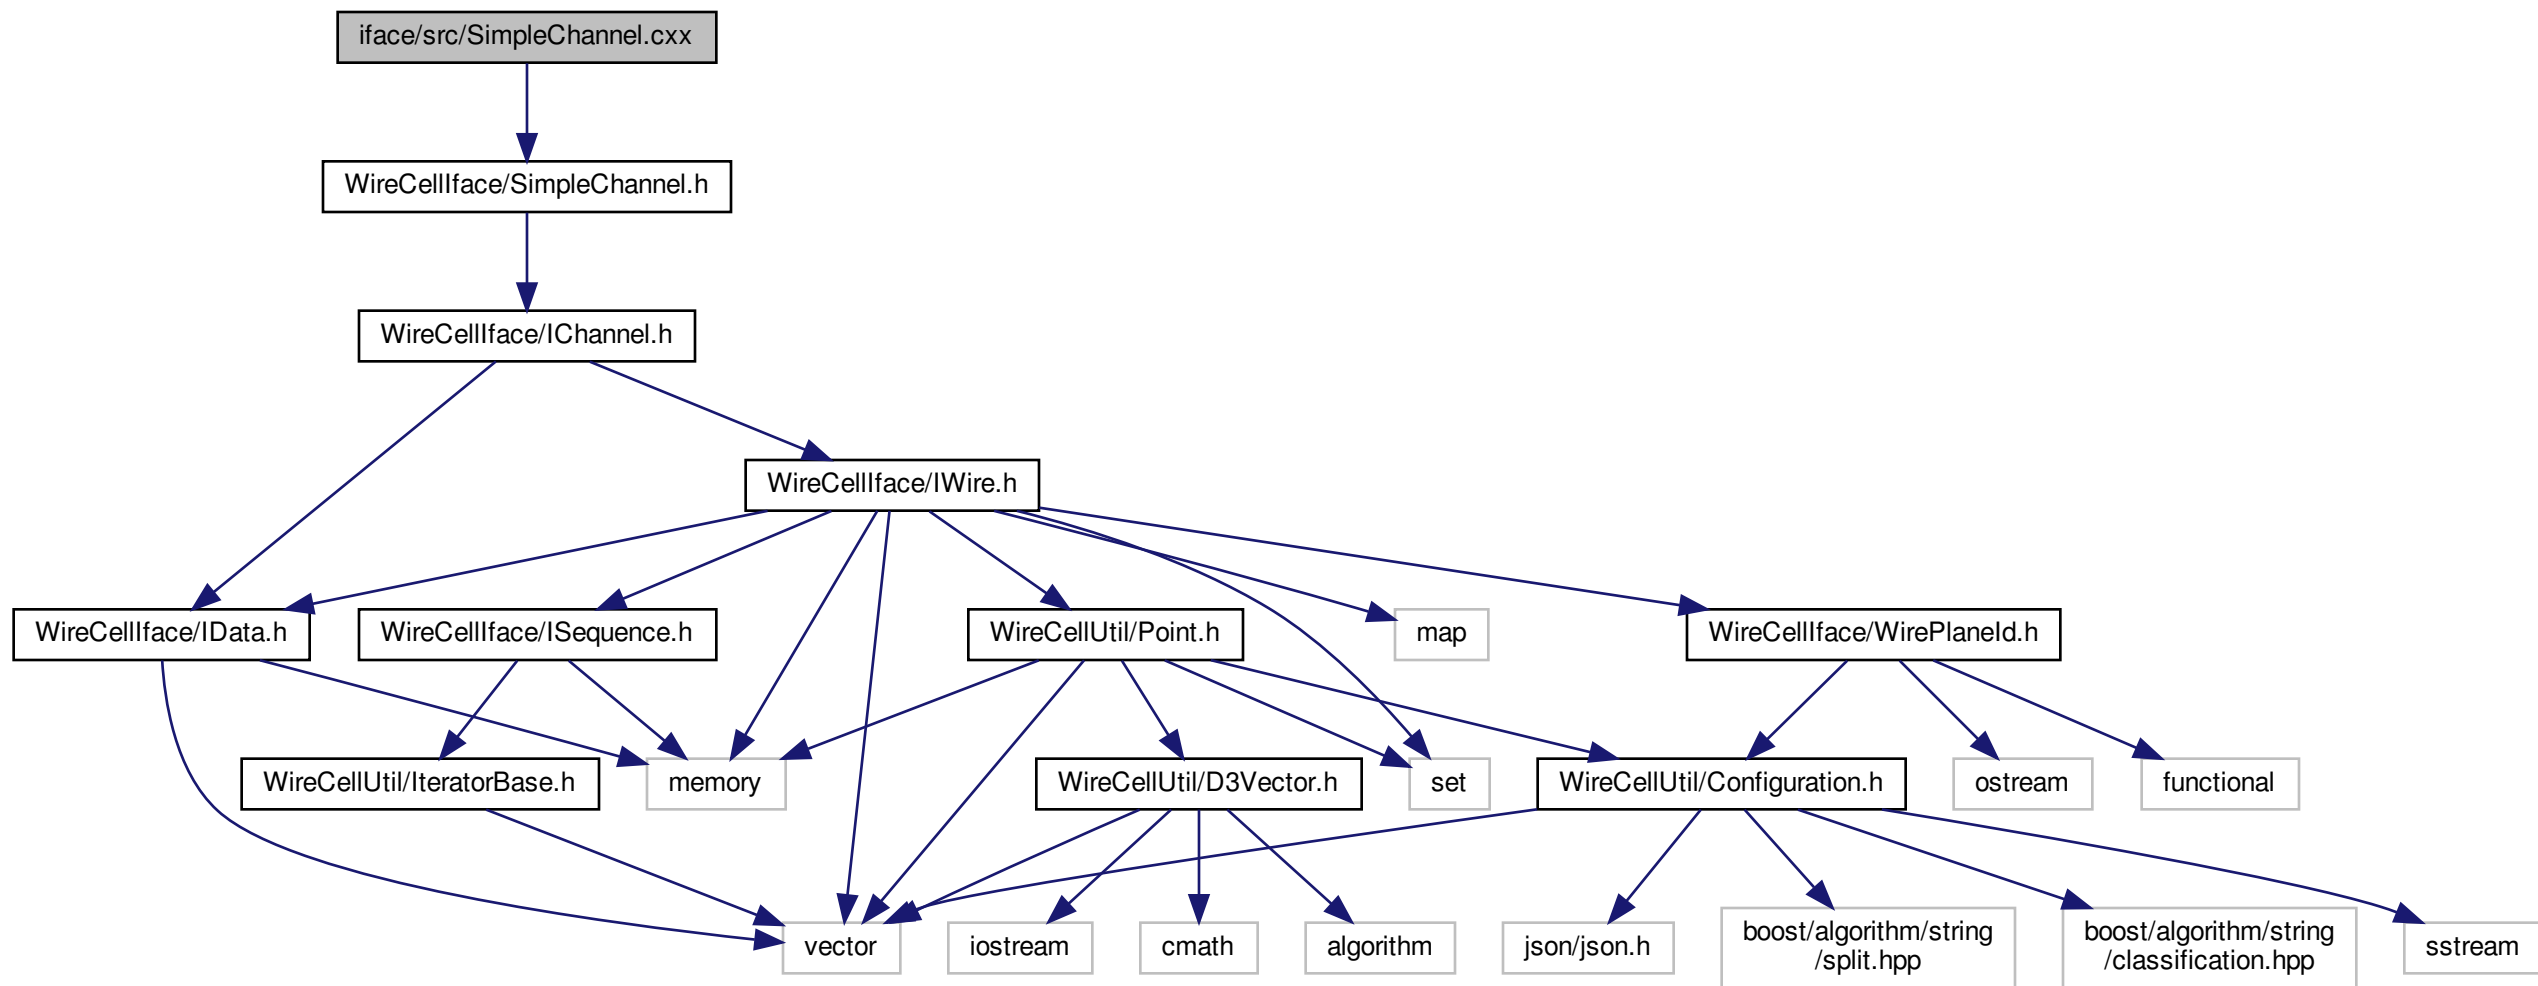 iface/src/SimpleChannel.cxx
WireCellIface/SimpleChannel.h
WireCellIface/IChannel.h
WireCellIface/IWire.h
WireCellIface/IData.h
WireCellIface/ISequence.h
WireCellUtil/Point.h
map
WireCellIface/WirePlaneId.h
WireCellUtil/IteratorBase.h
memory
WireCellUtil/D3Vector.h
set
WireCellUtil/Configuration.h
ostream
functional
vector
iostream
cmath
algorithm
json/json.h
boost/algorithm/string
/split.hpp
boost/algorithm/string
/classification.hpp
sstream